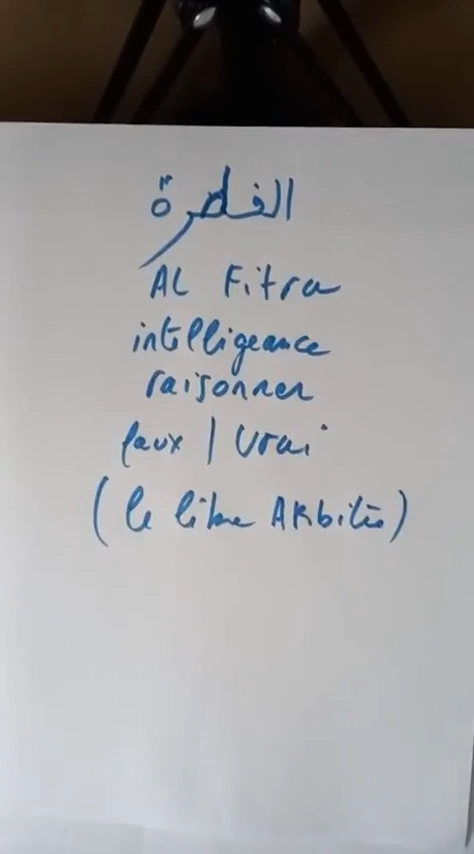 الفطرة
AL Fitra
intelligeance
raisonner
faux | vrai
(le libre ARbitre)